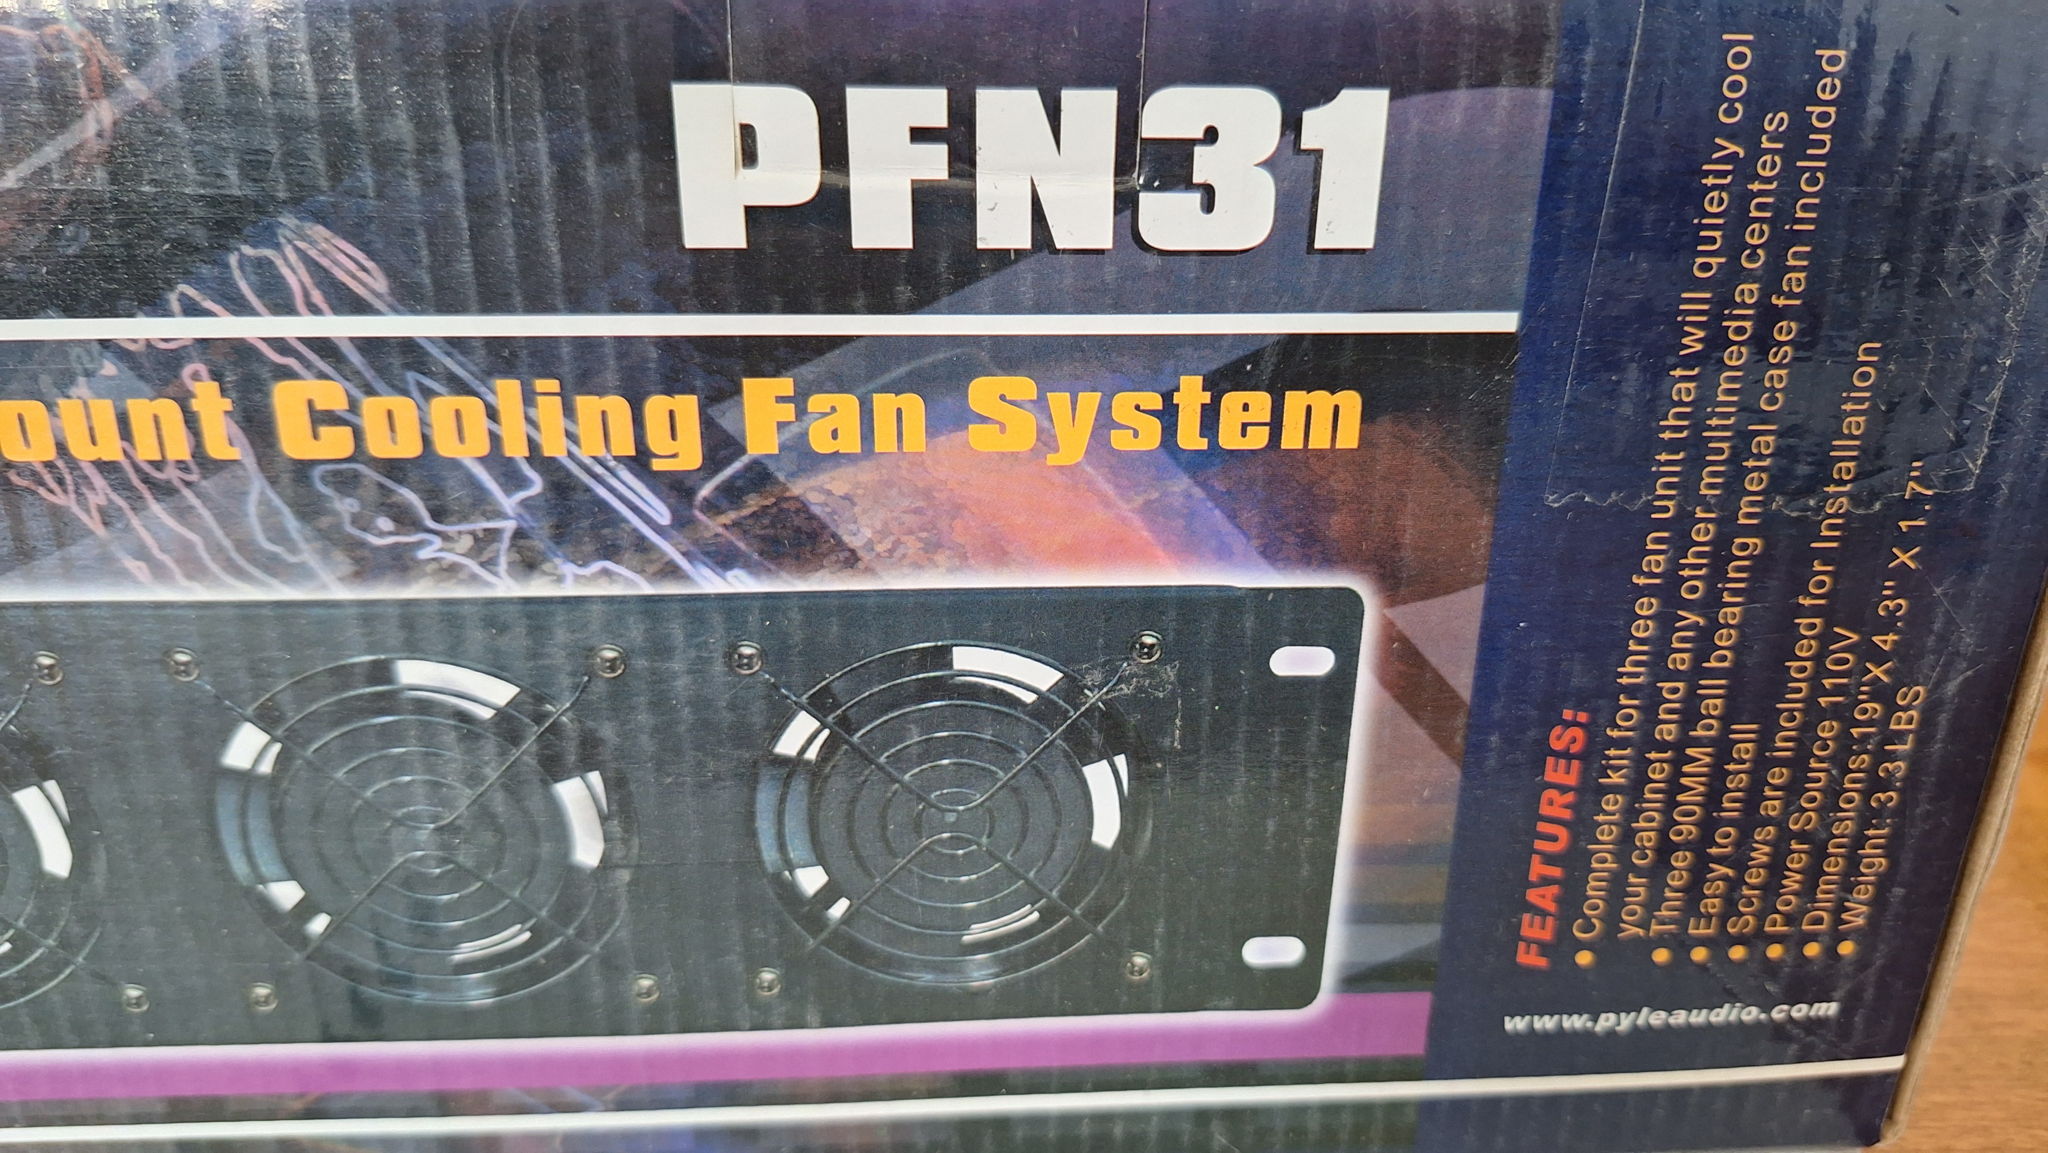 PFN31
ount Cooling Fan System
FEATURES:
• Complete kit for three fan unit that will quietly cool
your cabinet and any other multimedia centers
• Three 90MM ball bearing metal case fan included
• Easy to install
• Screws are included for Installation
• Power Source 110V
• Dimensions:19"X 4.3" X 1.7"
• Weight: 3.3 LBS
www.pyleaudio.com